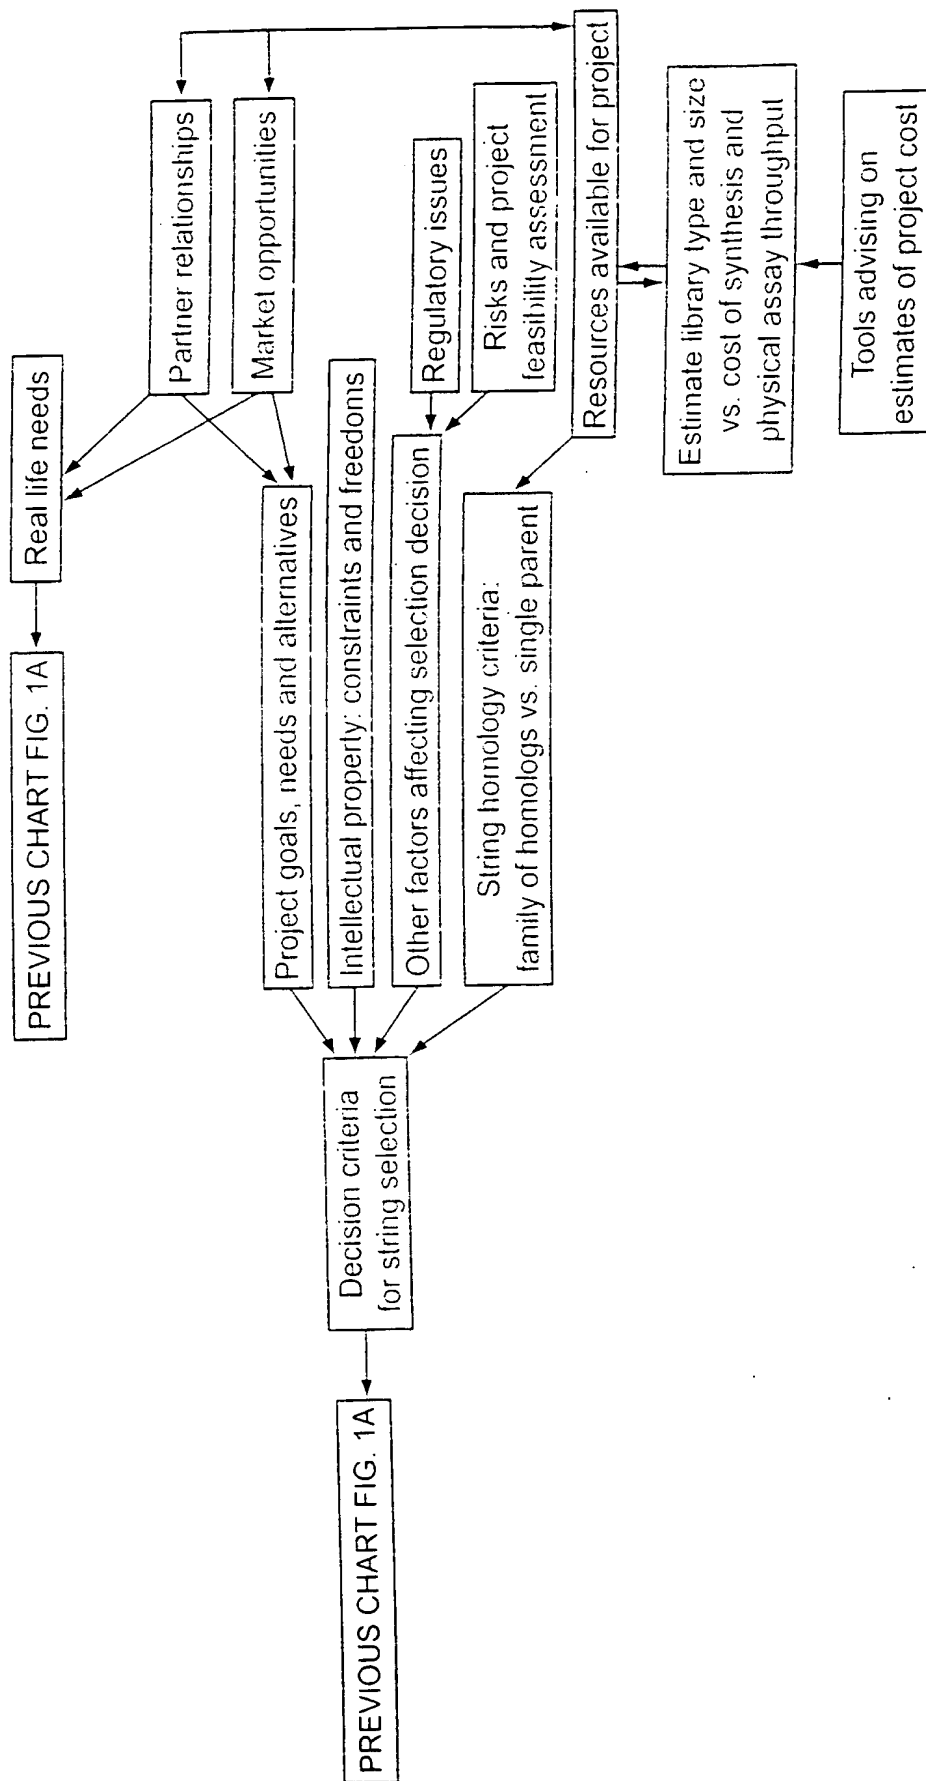 PREVIOUS CHART FIG. 1A
Real life needs
Partner relationships
Market opportunities
Project goals, needs and alternatives
Intellectual property: constraints and freedoms
Regulatory issues
Other factors affecting selection decision
Risks and project
feasibility assessment
String homology criteria:
family of homologs vs. single parent
Resources available for project
Decision criteria
for string selection
PREVIOUS CHART FIG. 1A
Estimate library type and size
vs. cost of synthesis and
physical assay throughput
Tools advising on
estimates of project cost